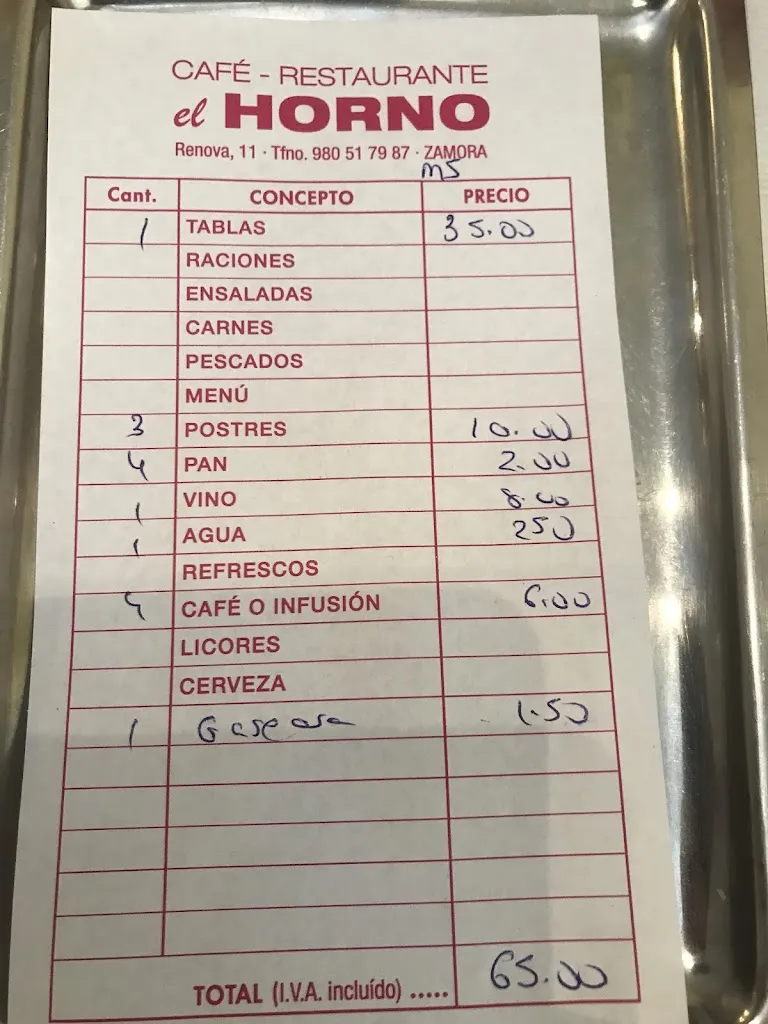 CAFÉ - RESTAURANTE
el HORNO
Renova, 11 · Tfno. 980 51 79 87 · ZAMORA
m5
Cant. CONCEPTO PRECIO
1 TABLAS 35.00
RACIONES
ENSALADAS
CARNES
PESCADOS
MENÚ
3 POSTRES 10.00
4 PAN 2.00
1 VINO 8.00
1 AGUA 250
REFRESCOS
4 CAFÉ O INFUSIÓN 6.00
LICORES
CERVEZA
1 Gaseosa 1.50
TOTAL (I.V.A. incluído) ..... 65.00